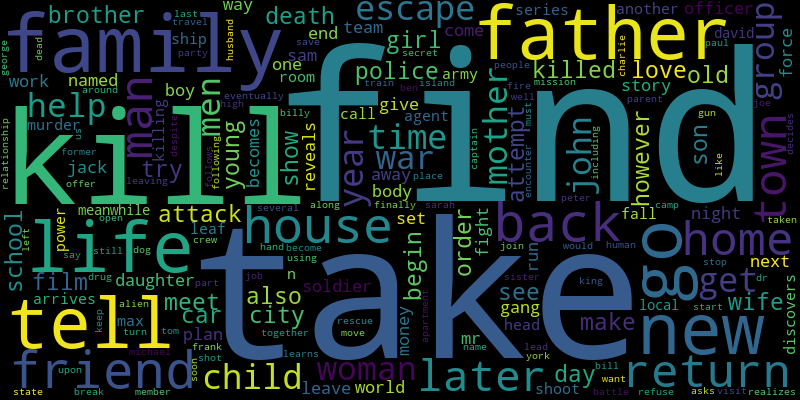 brother
last
travel
ship
party
husband
way
death
save
escape
team
come
series
another
officer
father
david
paul
force
group
george
dead
family
work
named
room
one
sam
end
girl
secret
police
army
people
mission
fire
well
killed
love
old
charlie
story
parent
joe
gun
like
decides
town
help
man
boy
men
eventually
around
high
train
ben
island
billy
call
give
agent
murder
us
killing
despite
kill
find
young
becomes
show
reveals
year
time
war
mother
attempt
must
encounter
john
including
however
son
relationship
former
jack
offer
try
leaving
follows
following
away
place
body
captain
meanwhile
open
attack
several
along
finally
sarah
set
peter
camp
fall
night
taken
school
left
power
life
leaf
crew
still
dog
say
house
hand
become
using
back
join
would
human
go
home
get
next
dr
stop
discovers
film
drug
daughter
part
job
n
soldier
begin
order
fight
see
run
sister
king
arrives
alien
meet
also
take
gang
local
start
wife
tell
keep
max
turn
tom
car
city
plan
together
rescue
move
learns
money
apartment
mr
name
head
lead
york
make
new
michael
frank
shot
friend
soon
child
woman
leave
world
later
day
shoot
bill
want
return
battle
refuse
asks
visit
realizes
state
upon
break
member